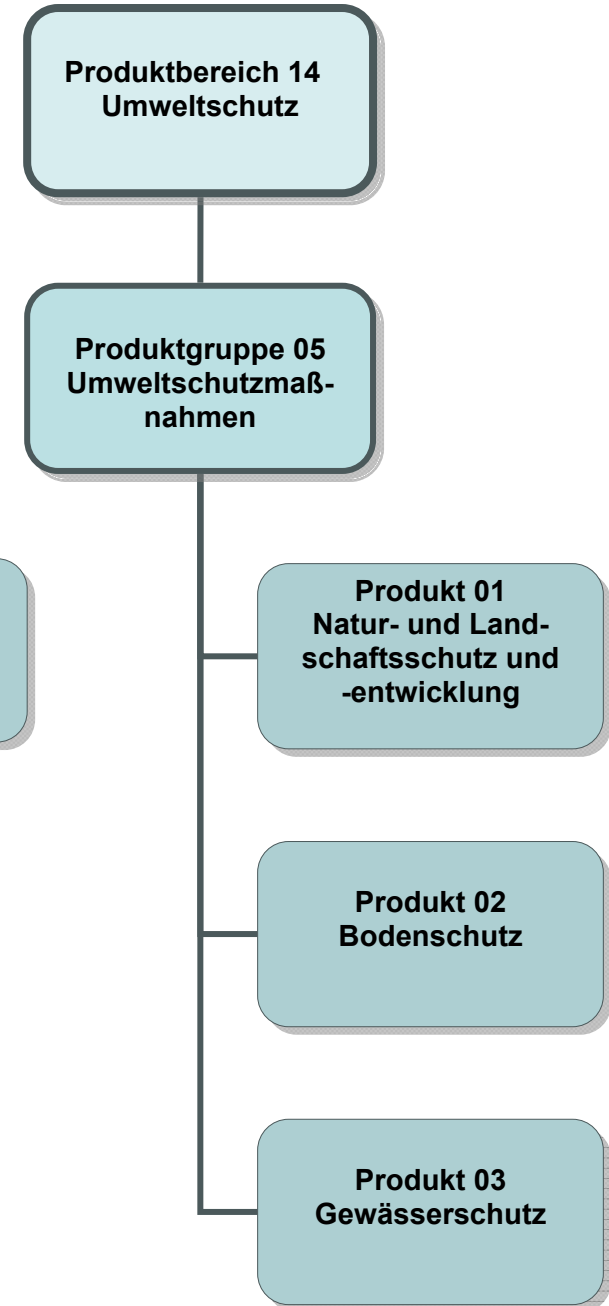 Produktbereich 14
Umweltschutz
Produktgruppe 05
Umweltschutzmaß-
nahmen
Produkt 01
Natur- und Land-
schaftsschutz und
-entwicklung
Produkt 02
Bodenschutz
Produkt 03
Gewässerschutz